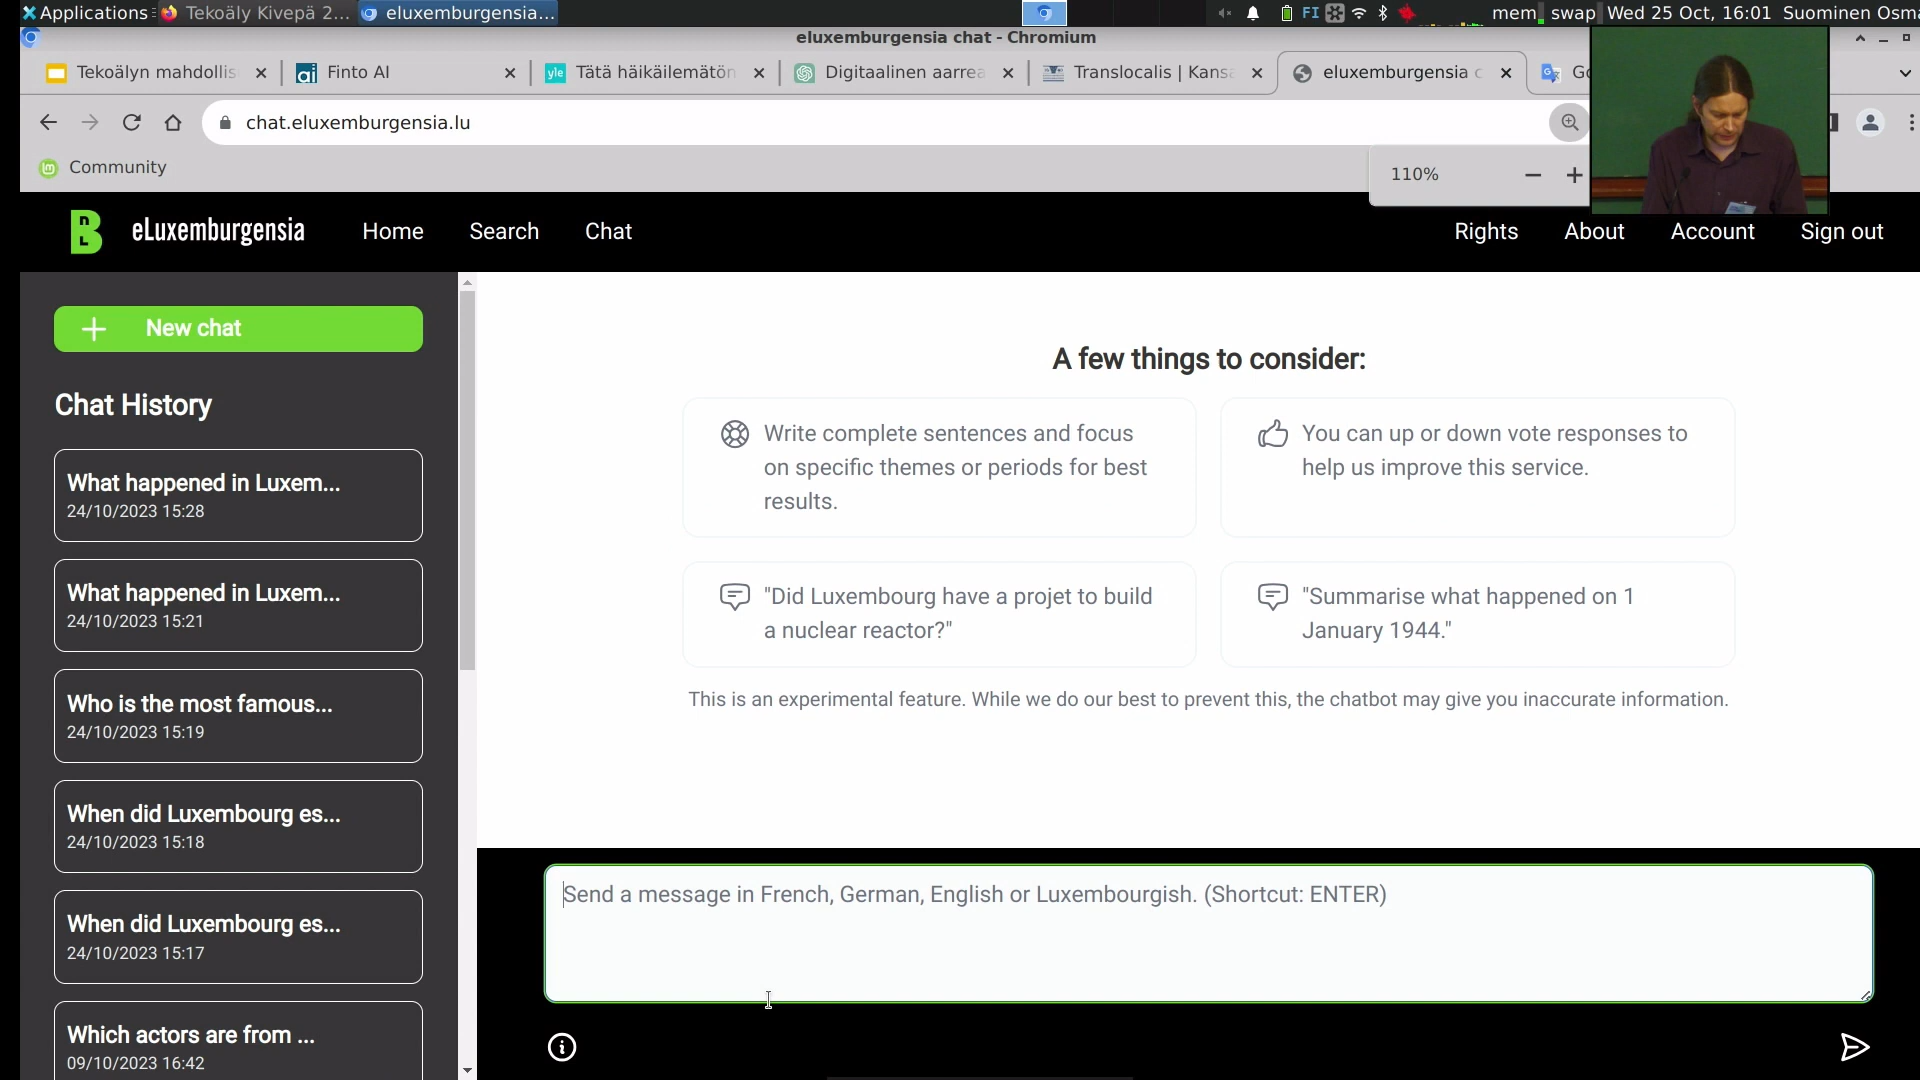 Applications
Tekoäly Kivepä 2...
eluxemburgensia...
FI
mem
swap
Wed 25 Oct, 16:01
Suominen Osma
eluxemburgensia chat - Chromium
Tekoälyn mahdollis
ai
Finto AI
yle
Tätä häikäilemätön
Digitaalinen aarrea
Translocalis | Kansa
eluxemburgensia c
Go
chat.eluxemburgensia.lu
Community
110%
eLuxemburgensia
Home
Search
Chat
Rights
About
Account
Sign out
New chat
Chat History
What happened in Luxem...
24/10/2023 15:28
What happened in Luxem...
24/10/2023 15:21
Who is the most famous...
24/10/2023 15:19
When did Luxembourg es...
24/10/2023 15:18
When did Luxembourg es...
24/10/2023 15:17
Which actors are from ...
09/10/2023 16:42
A few things to consider:
Write complete sentences and focus
on specific themes or periods for best
results.
You can up or down vote responses to
help us improve this service.
"Did Luxembourg have a projet to build
a nuclear reactor?"
"Summarise what happened on 1
January 1944."
This is an experimental feature. While we do our best to prevent this, the chatbot may give you inaccurate information.
Send a message in French, German, English or Luxembourgish. (Shortcut: ENTER)